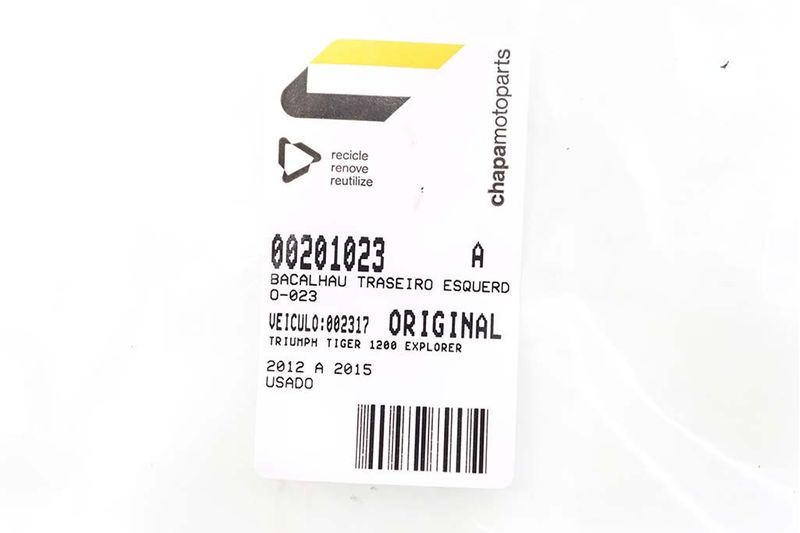 chapamotoparts
recicle
renove
reutilize
00201023 A
BACALHAU TRASEIRO ESQUERD
O-023
VEICULO:002317 ORIGINAL
TRIUMPH TIGER 1200 EXPLORER
2012 A 2015
USADO